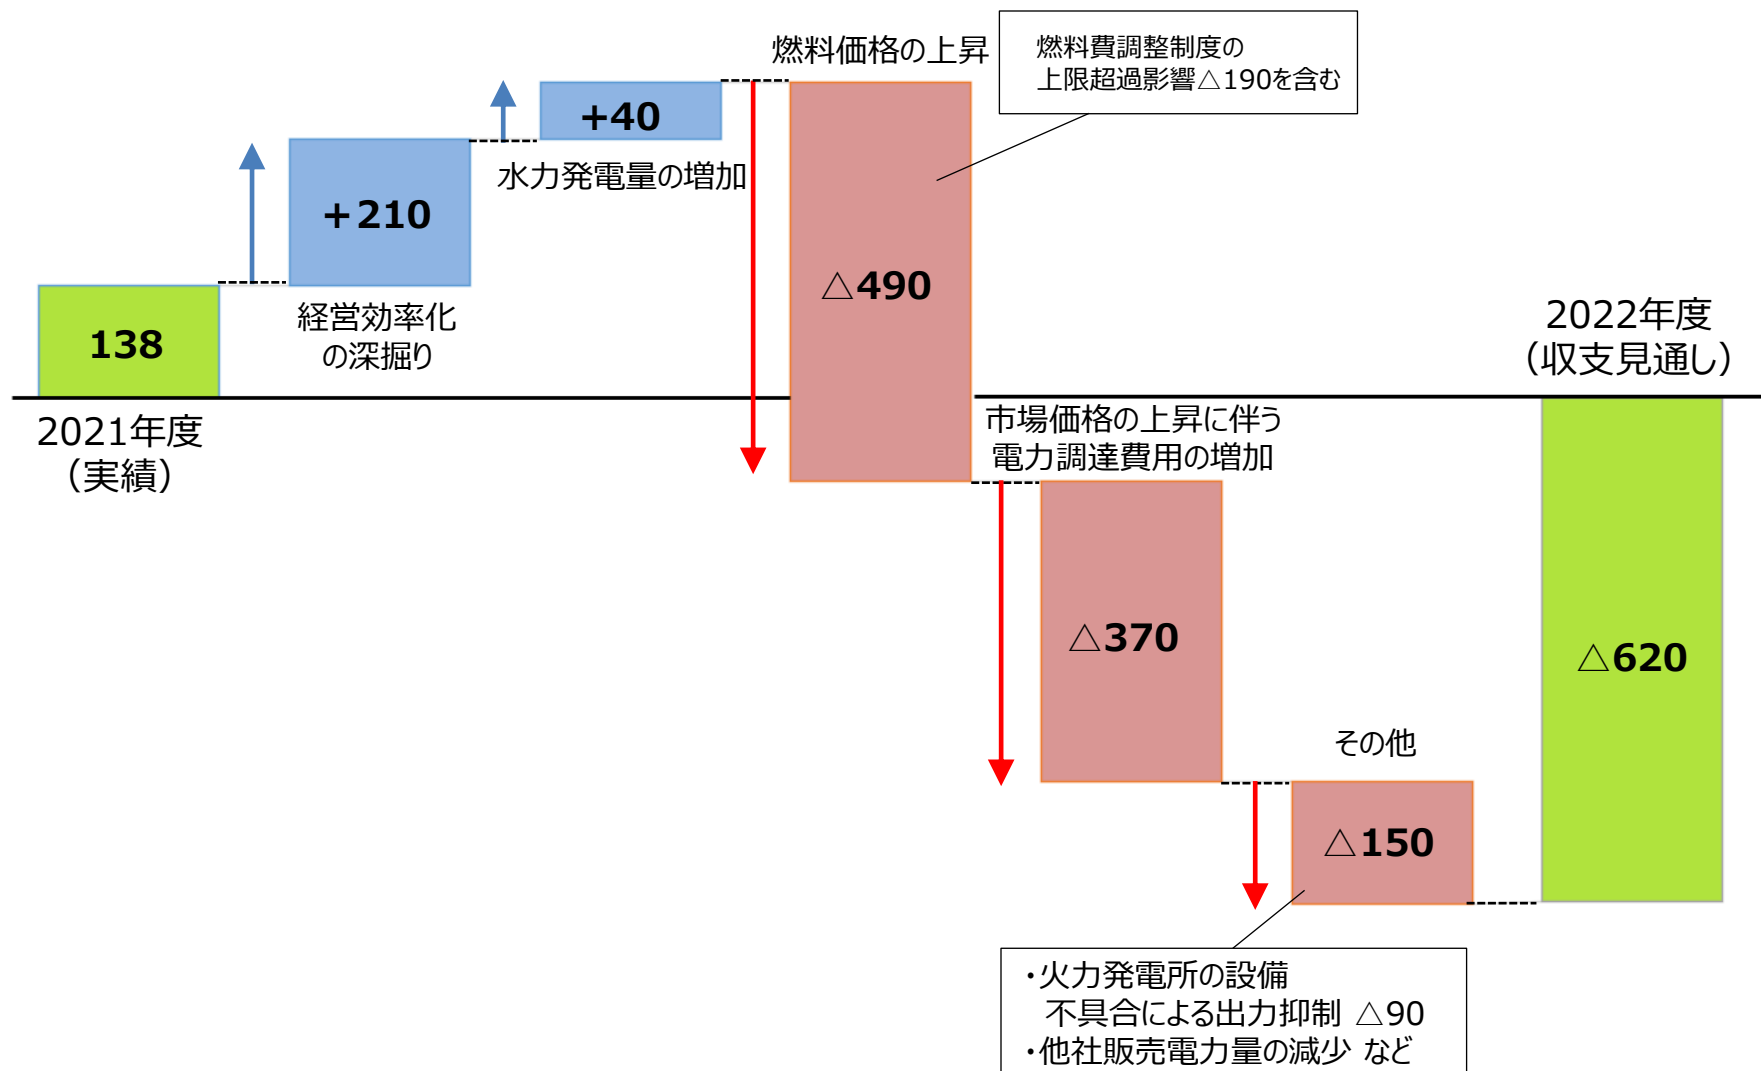 138
2021年度
（実績）
+210
経営効率化
の深掘り
+40
水力発電量の増加
燃料価格の上昇
△490
燃料費調整制度の
上限超過影響△190を含む
市場価格の上昇に伴う
電力調達費用の増加
△370
その他
△150
・火力発電所の設備
不具合による出力抑制 △90
・他社販売電力量の減少 など
2022年度
（収支見通し）
△620